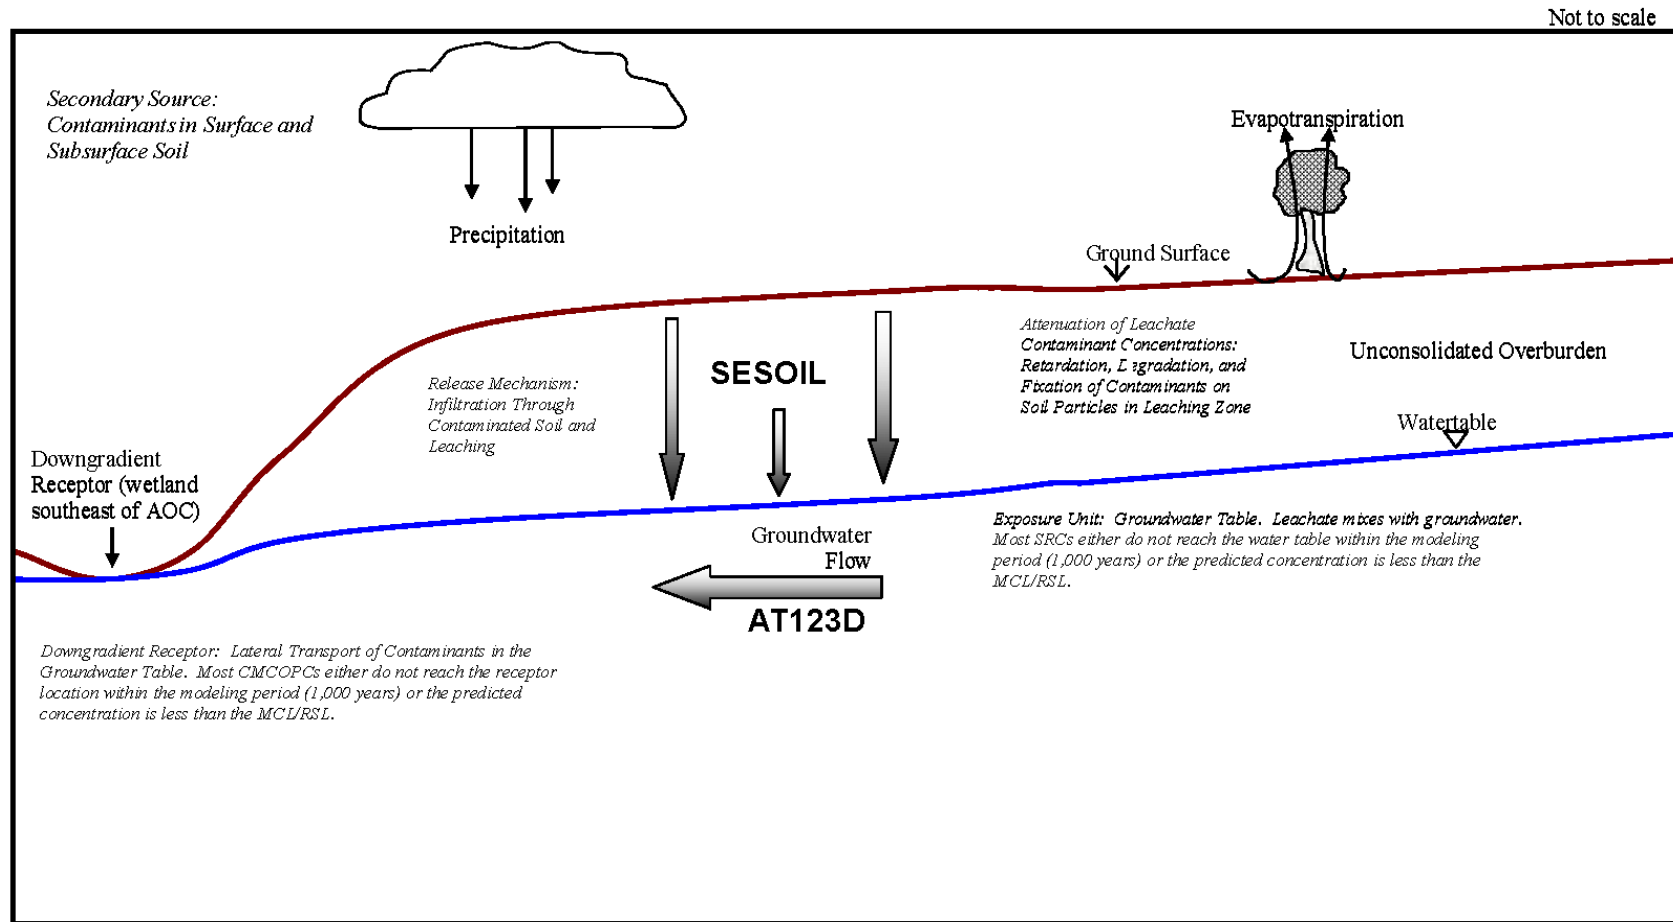 Not to scale
Secondary Source:
Contaminants in Surface and
Subsurface Soil
Precipitation
Evapotranspiration
Ground Surface
Attenuation of Leachate
Contaminant Concentrations:
Retardation, Degradation, and
Fixation of Contaminants on
Soil Particles in Leaching Zone
Unconsolidated Overburden
SESOIL
Release Mechanism:
Infiltration Through
Contaminated Soil and
Leaching
Watertable
Downgradient
Receptor (wetland
southeast of AOC)
Groundwater
Flow
AT123D
Exposure Unit: Groundwater Table. Leachate mixes with groundwater.
Most SRCs either do not reach the water table within the modeling
period (1,000 years) or the predicted concentration is less than the
MCL/RSL.
Downgradient Receptor: Lateral Transport of Contaminants in the
Groundwater Table. Most CMCOPCs either do not reach the receptor
location within the modeling period (1,000 years) or the predicted
concentration is less than the MCL/RSL.